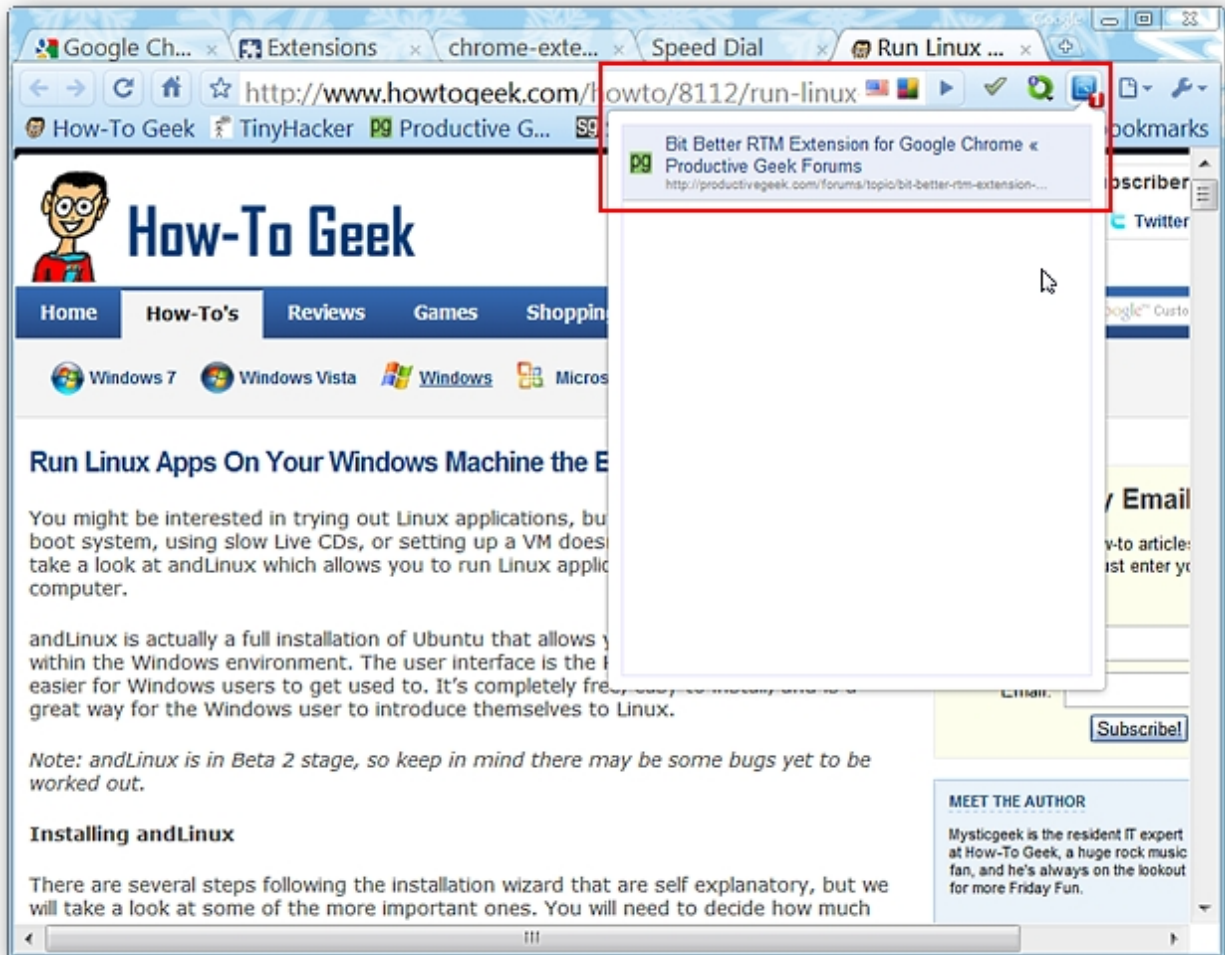 Google
Google Ch...
Extensions
chrome-exte...
Speed Dial
Run Linux ...
http://www.howtogeek.com/howto/8112/run-linux-
How-To Geek
TinyHacker
Productive G...
ookmarks
Bit Better RTM Extension for Google Chrome «
Productive Geek Forums
http://productivegeek.com/forums/topic/bit-better-rtm-extension-...
How-To Geek
bscriber
Twitter
Home
How-To's
Reviews
Games
Shoppin
oogle™ Custo
Windows 7
Windows Vista
Windows
Micros
Run Linux Apps On Your Windows Machine the E
You might be interested in trying out Linux applications, bu
boot system, using slow Live CDs, or setting up a VM does
take a look at andLinux which allows you to run Linux applic
computer.
andLinux is actually a full installation of Ubuntu that allows y
within the Windows environment. The user interface is the
easier for Windows users to get used to. It's completely free, easy to install, and is a
great way for the Windows user to introduce themselves to Linux.
Note: andLinux is in Beta 2 stage, so keep in mind there may be some bugs yet to be
worked out.
Installing andLinux
There are several steps following the installation wizard that are self explanatory, but we
will take a look at some of the more important ones. You will need to decide how much
y Email
w-to articles
ust enter yo
Email:
Subscribe!
MEET THE AUTHOR
Mysticgeek is the resident IT expert
at How-To Geek, a huge rock music
fan, and he's always on the lookout
for more Friday Fun.